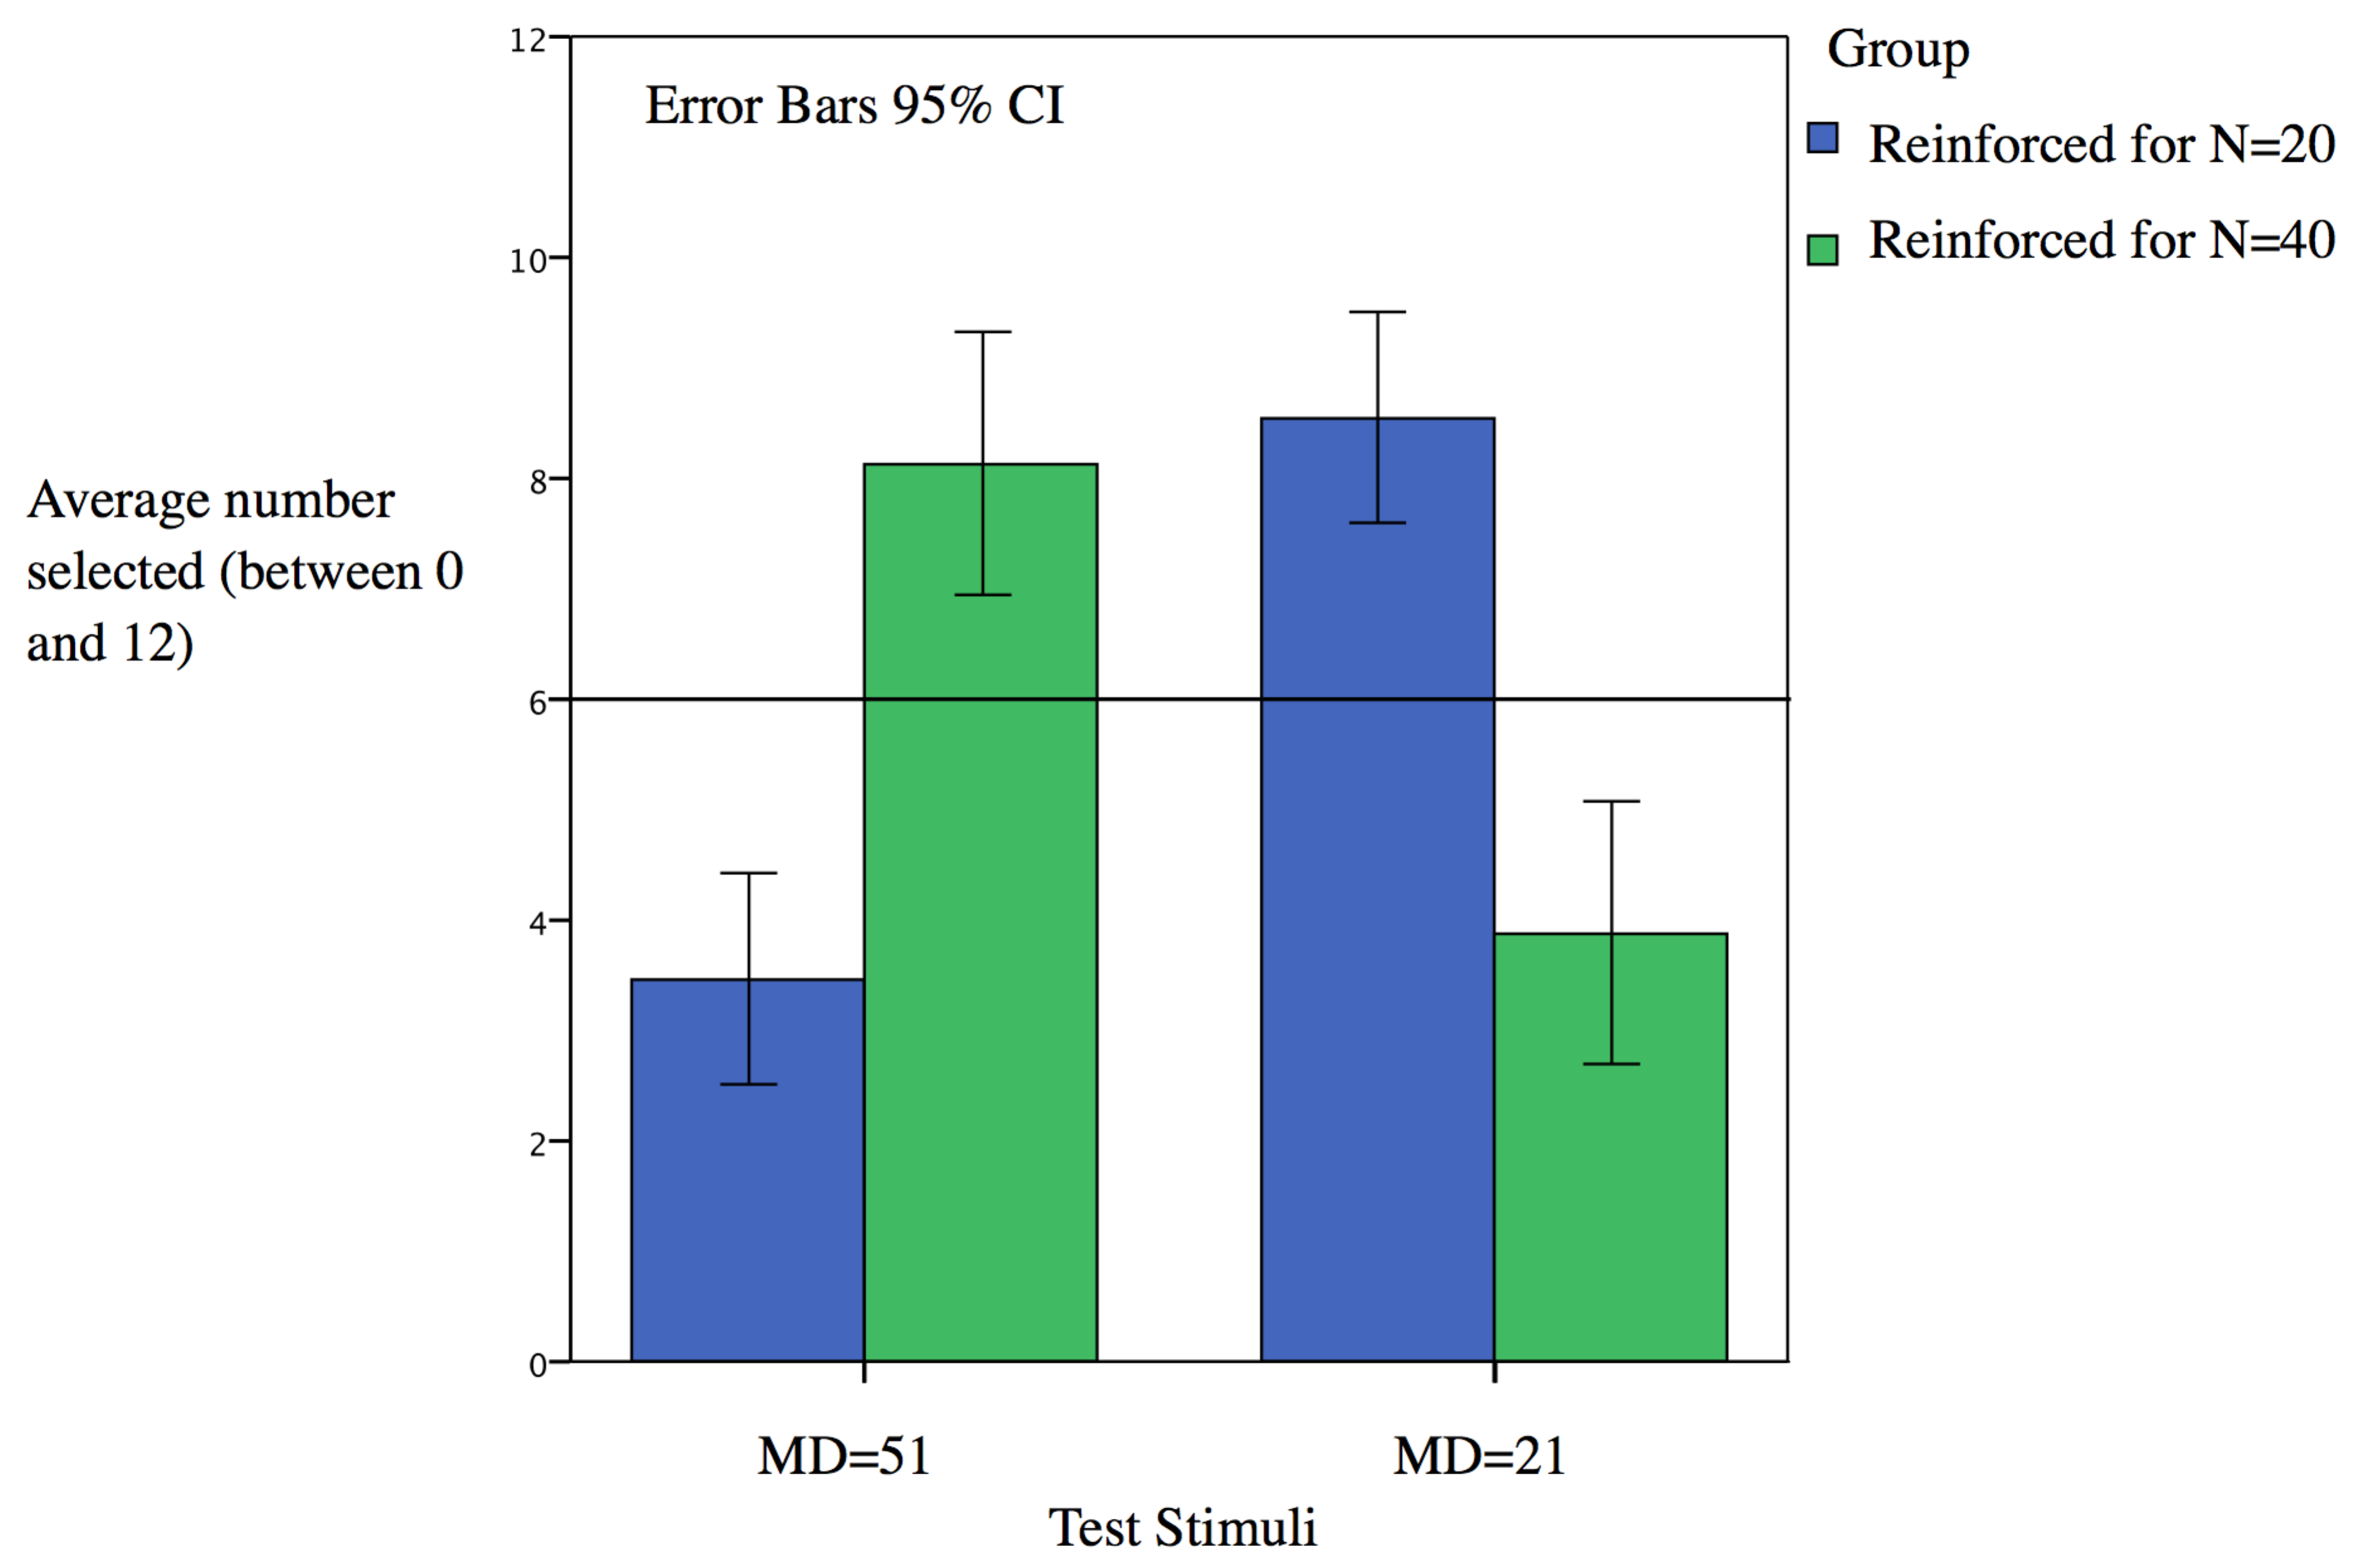 Error Bars 95% CI
Group
Reinforced for N=20
Reinforced for N=40
Average number
selected (between 0
and 12)
12
10
8
6
4
2
0
MD=51
MD=21
Test Stimuli